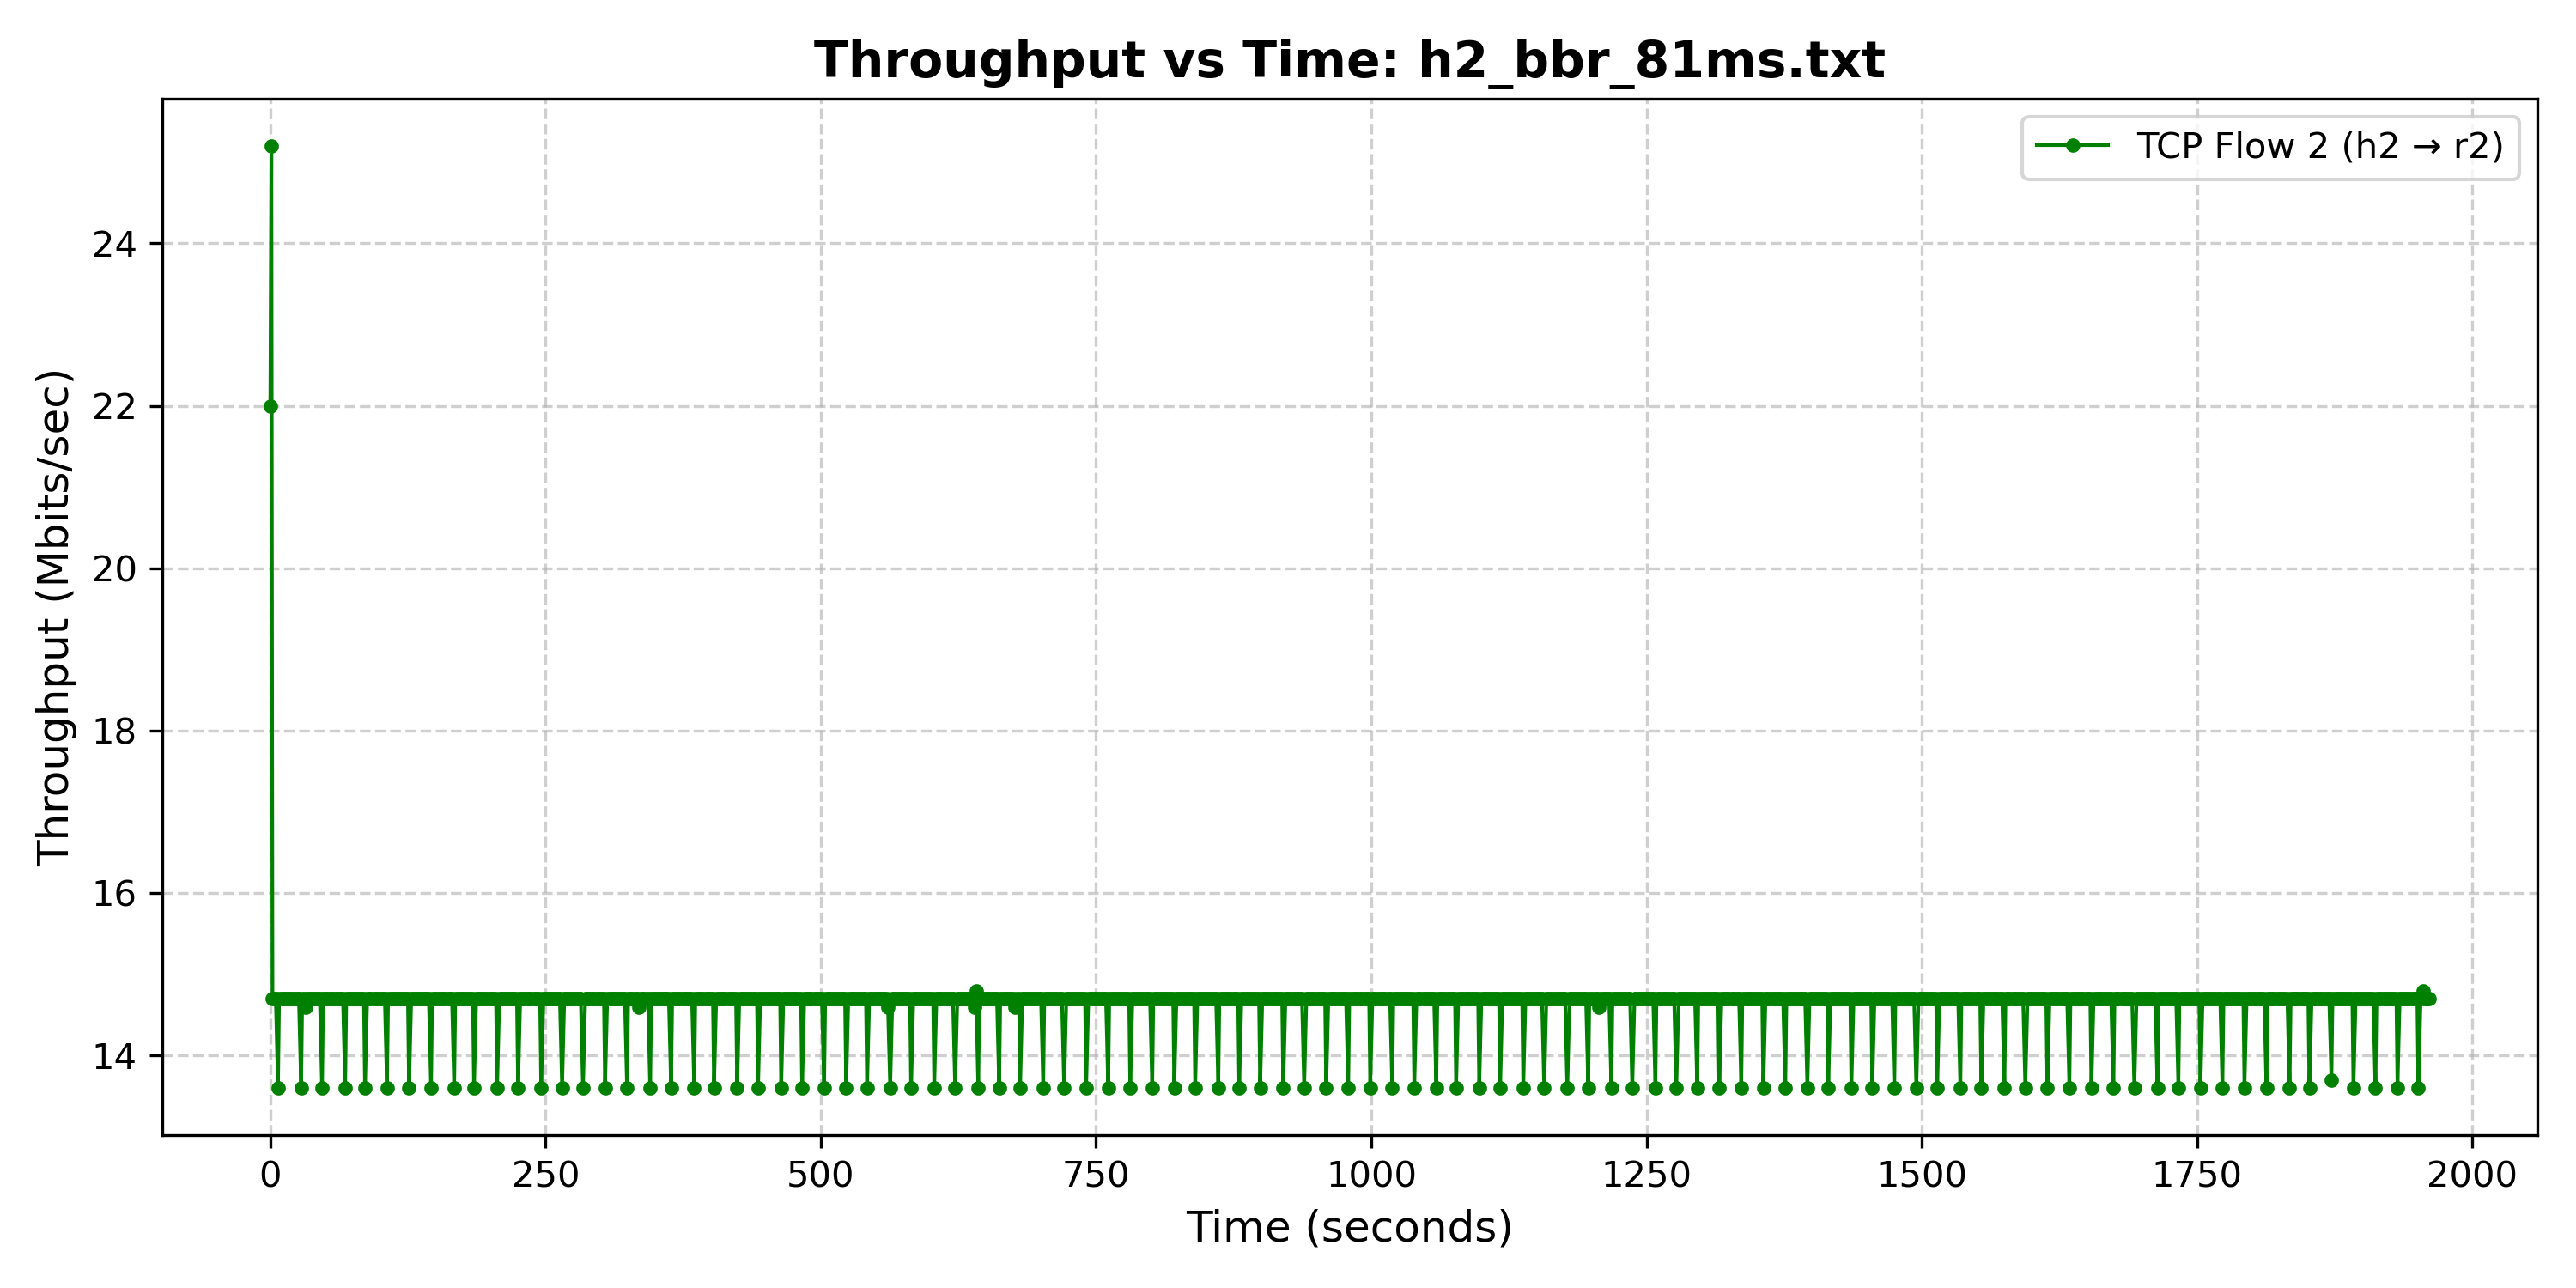 Throughput vs Time: h2_bbr_81ms.txt
TCP Flow 2 (h2 → r2)
Throughput (Mbits/sec)
24
22
20
18
16
14
0 250 500 750 1000 1250 1500 1750 2000
Time (seconds)